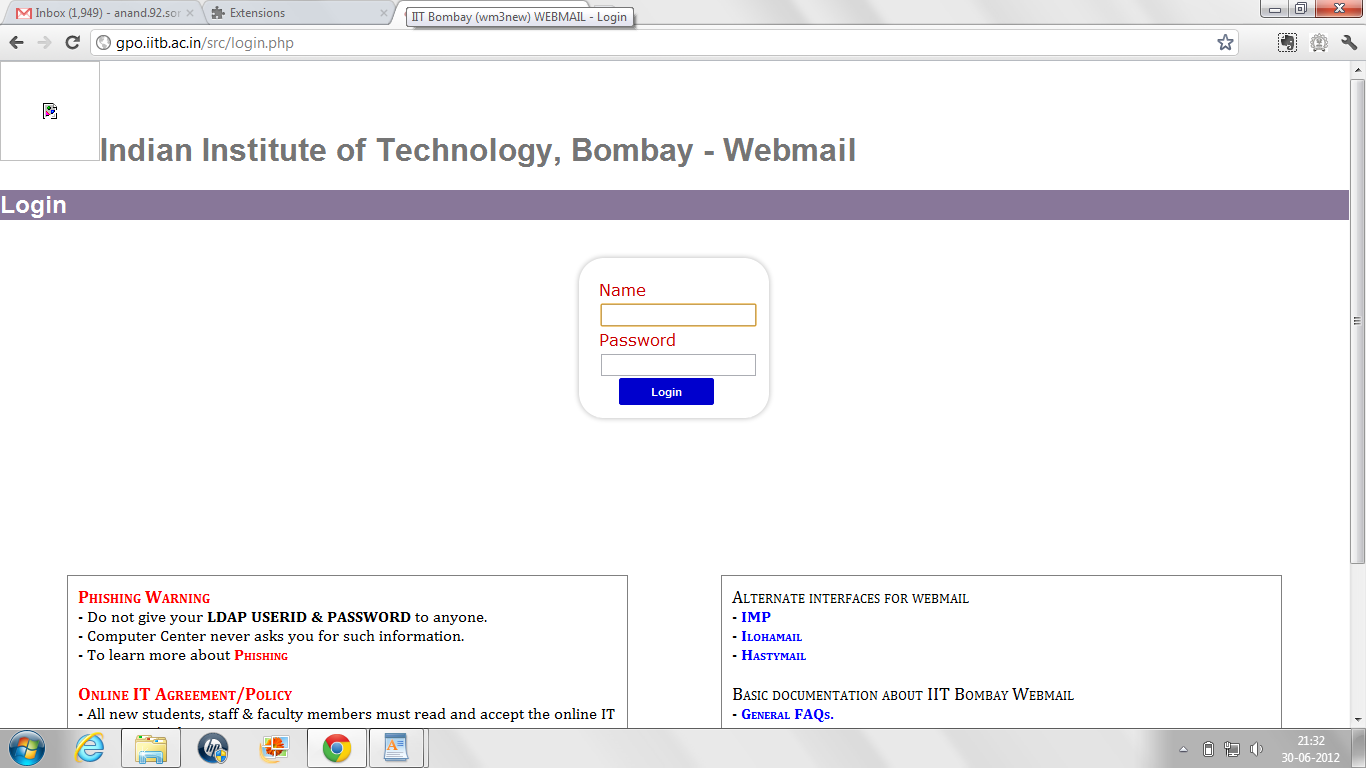 Inbox (1,949) - anand.92.sor
Extensions
IIT Bombay (wm3new) WEBMAIL - Login
gpo.iitb.ac.in/src/login.php
Indian Institute of Technology, Bombay - Webmail
Login
Name
Password
Login
Phishing Warning
- Do not give your LDAP USERID & PASSWORD to anyone.
- Computer Center never asks you for such information.
- To learn more about Phishing
Online IT Agreement/Policy
- All new students, staff & faculty members must read and accept the online IT
Alternate interfaces for webmail
- IMP
- Ilohamail
- Hastymail
Basic documentation about IIT Bombay Webmail
- General FAQs.
hp
21:32
30-06-2012